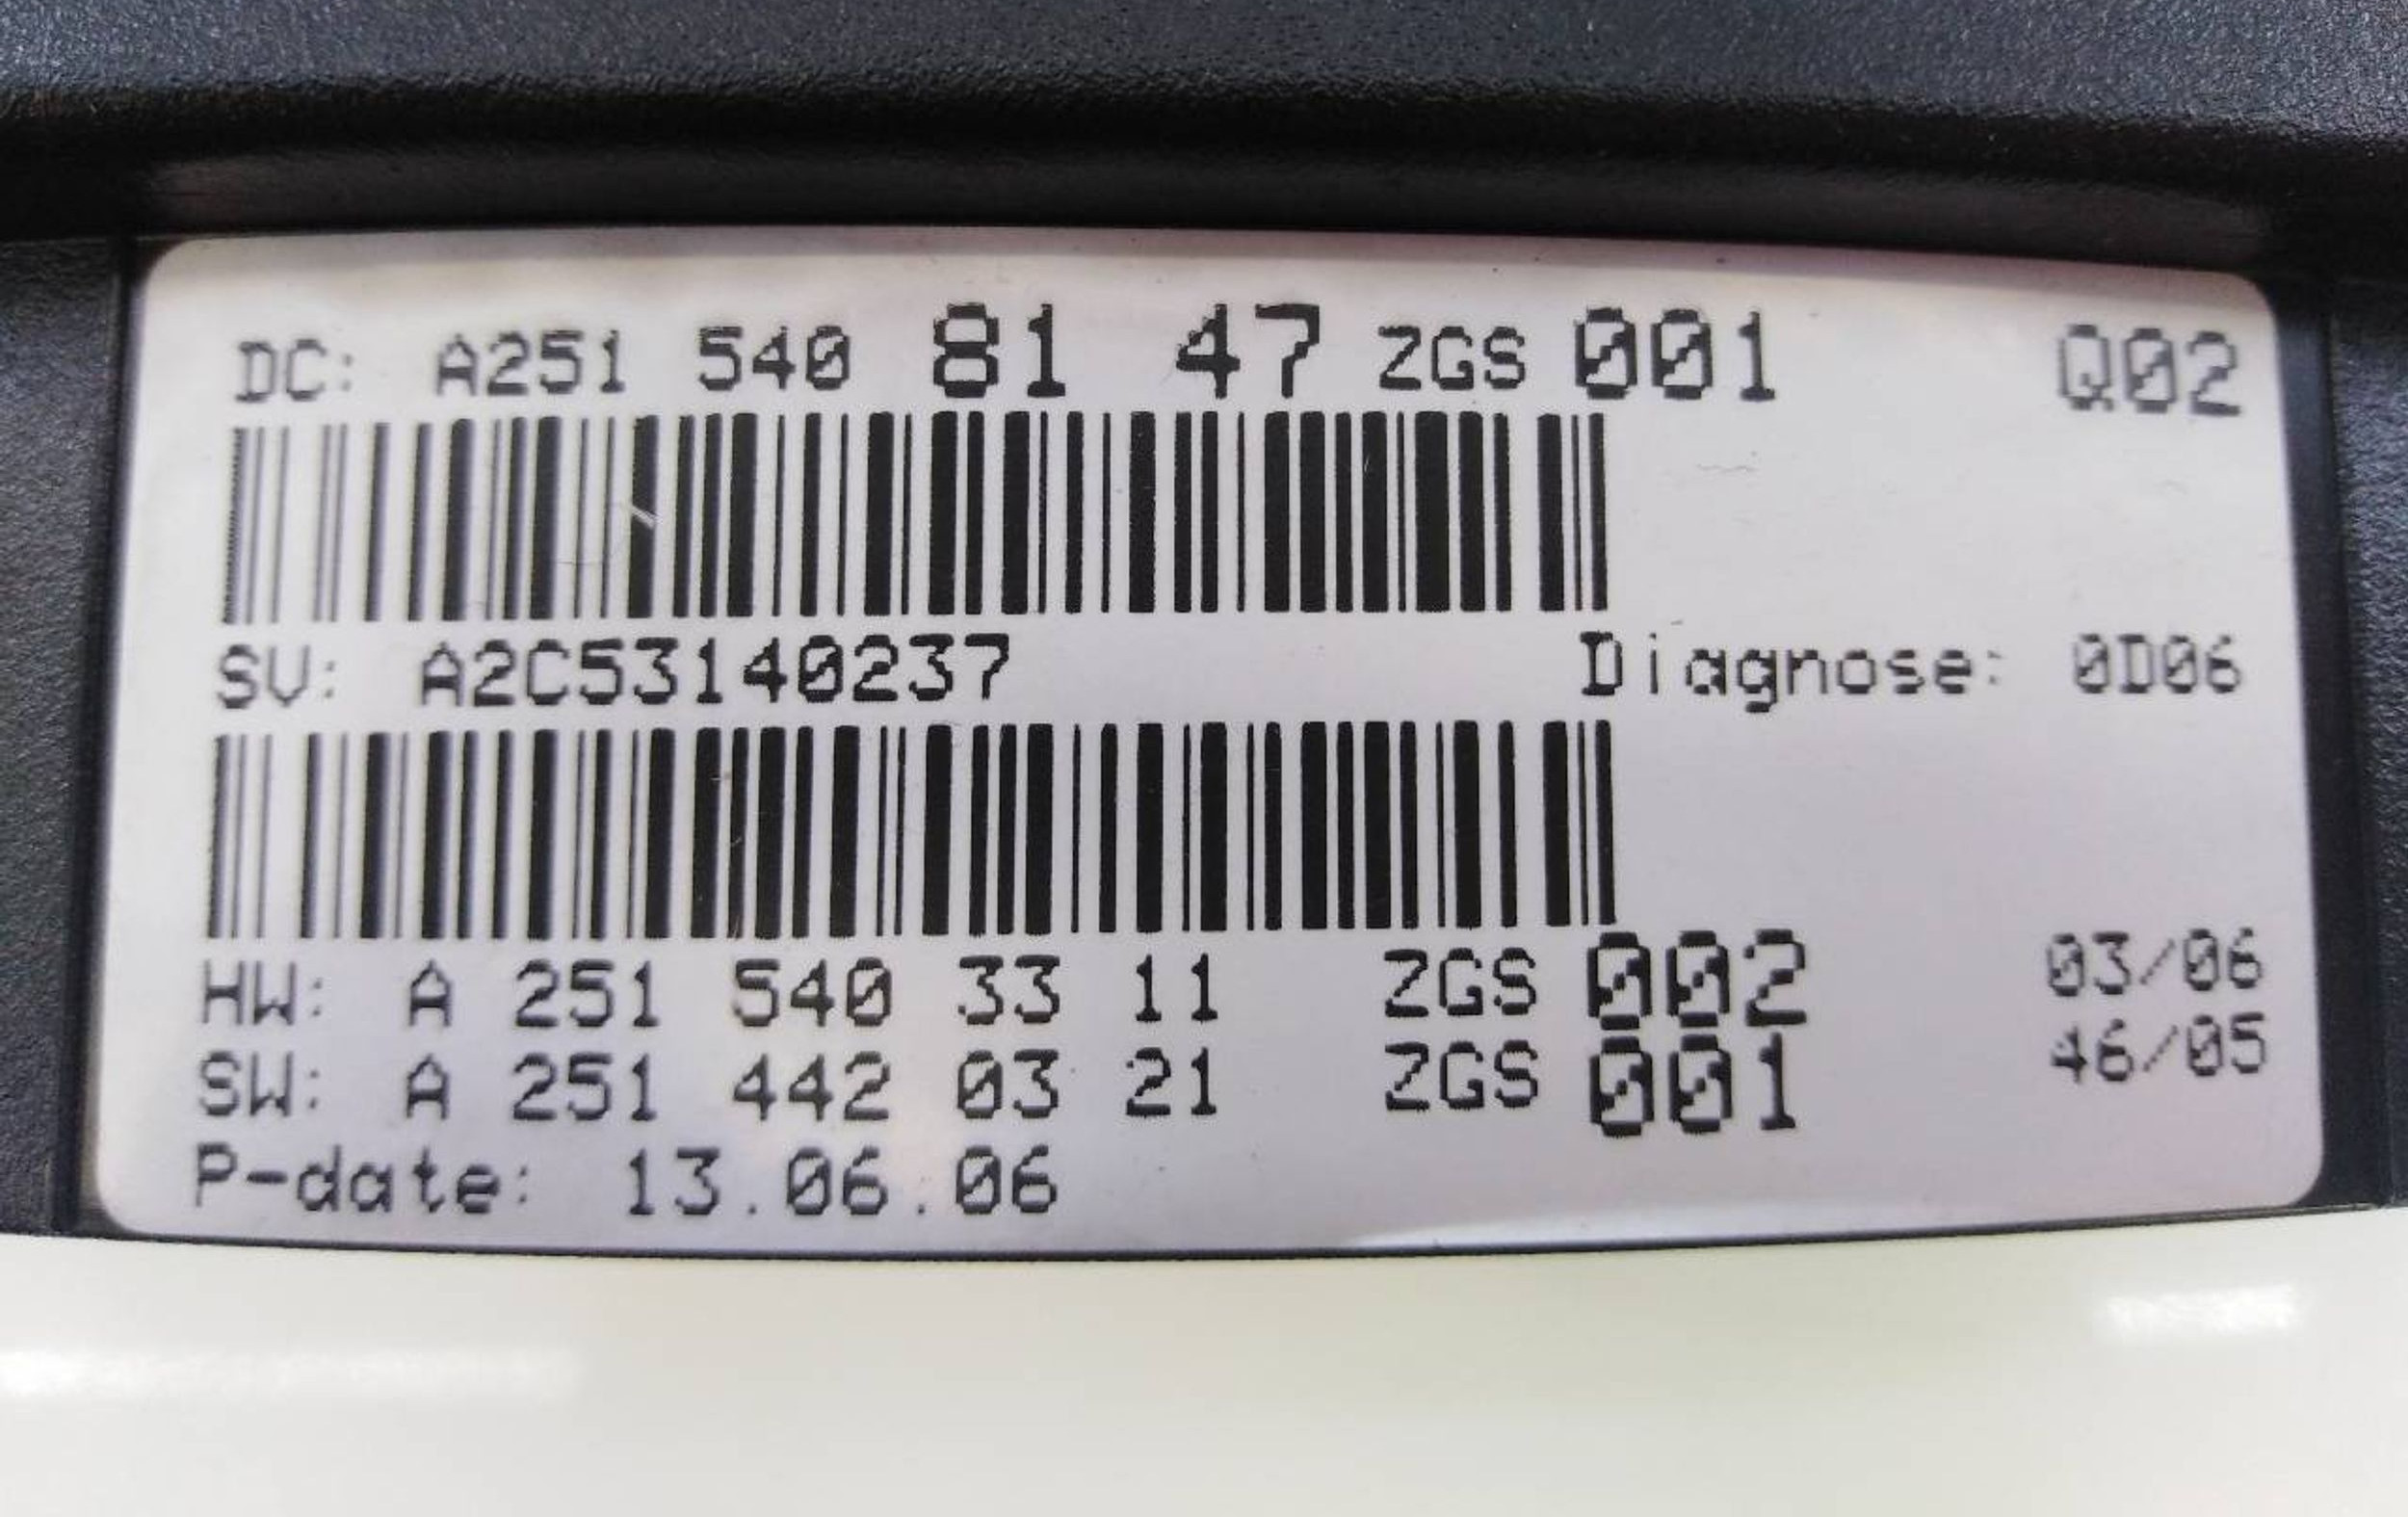 DC: A251 540 81 47 ZGS 001 Q02
SV: A2C53140237 Diagnose: 0D06
HW: A 251 540 33 11 ZGS 002 03/06
SW: A 251 442 03 21 ZGS 001 46/05
P-date: 13.06.06